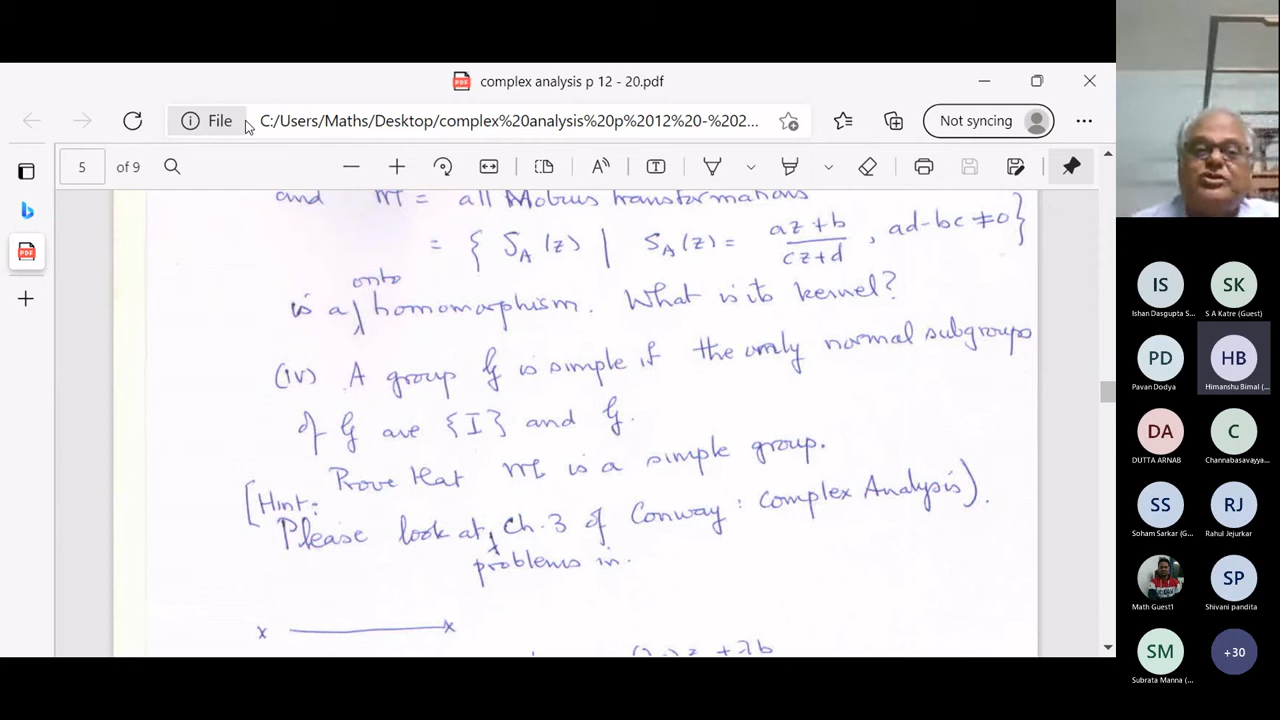 complex analysis p 12 - 20.pdf
File
C:/Users/Maths/Desktop/complex%20analysis%20p%2012%20-%202...
Not syncing
5 of 9
and M = all Mobius transformations
= { S_A(z) | S_A(z) = az+b / cz+d , ad-bc ≠ 0 }
onto
is a homomorphism. What is its kernel?
(iv) A group G is simple if the only normal subgroups
of G are {I} and G.
Prove that M is a simple group.
[Hint:
Please look at Ch. 3 of Conway : Complex Analysis).
problems in.
x x
z + λb
IS
Ishan Dasgupta S...
SK
S A Katre (Guest)
PD
Pavan Dodya
HB
Himanshu Bimal (...
DA
DUTTA ARNAB
C
Channabasavayya...
SS
Soham Sarkar (G...
RJ
Rahul Jejurkar
Math Guest1
SP
Shivani pandita
SM
Subrata Manna (...
+30